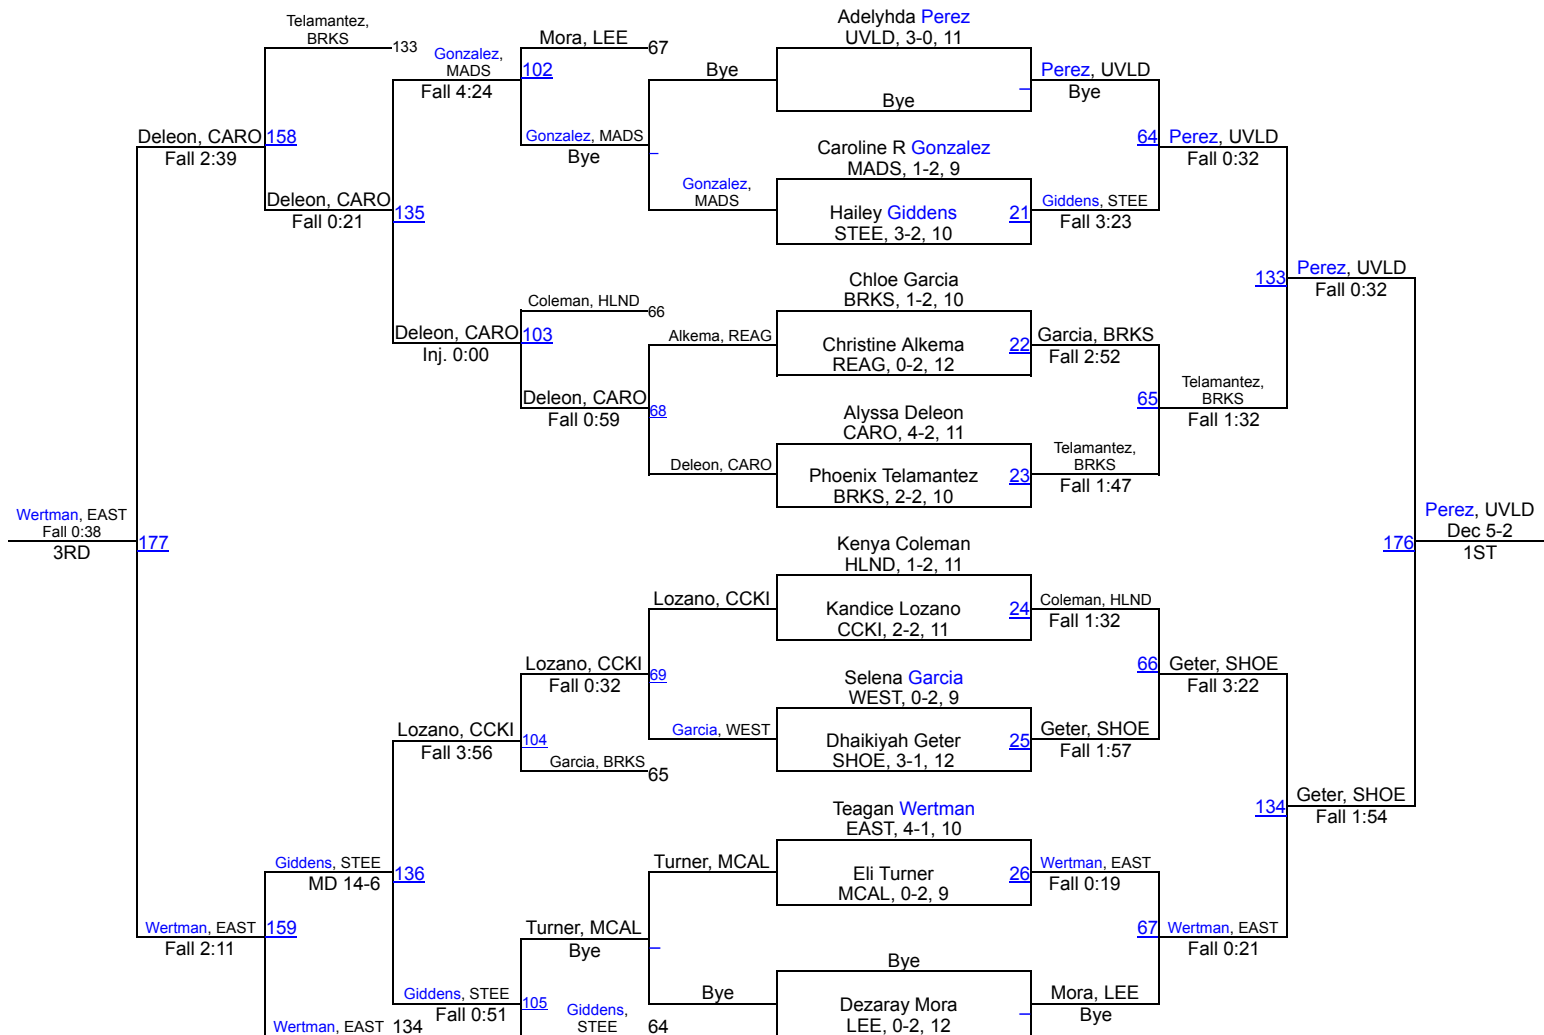 Telamantez,
BRKS
133
Gonzalez,
MADS
102
Fall 4:24
Mora, LEE
67
Bye
Adelyhda Perez
UVLD, 3-0, 11
Bye
Perez, UVLD
Bye
Deleon, CARO
158
Fall 2:39
Gonzalez, MADS
Bye
Caroline R Gonzalez
MADS, 1-2, 9
64
Perez, UVLD
Fall 0:32
Deleon, CARO
Fall 0:21
135
Gonzalez,
MADS
Hailey Giddens
STEE, 3-2, 10
21
Giddens, STEE
Fall 3:23
Chloe Garcia
BRKS, 1-2, 10
133
Perez, UVLD
Fall 0:32
Coleman, HLND
66
Deleon, CARO
103
Inj. 0:00
Alkema, REAG
Christine Alkema
REAG, 0-2, 12
22
Garcia, BRKS
Fall 2:52
Deleon, CARO
68
Fall 0:59
Alyssa Deleon
CARO, 4-2, 11
65
Telamantez,
BRKS
Fall 1:32
Deleon, CARO
Phoenix Telamantez
BRKS, 2-2, 10
23
Telamantez,
BRKS
Fall 1:47
Wertman, EAST
Fall 0:38
3RD
177
Kenya Coleman
HLND, 1-2, 11
176
Perez, UVLD
Dec 5-2
1ST
Lozano, CCKI
Kandice Lozano
CCKI, 2-2, 11
24
Coleman, HLND
Fall 1:32
Lozano, CCKI
69
Fall 0:32
Selena Garcia
WEST, 0-2, 9
66
Geter, SHOE
Fall 3:22
Lozano, CCKI
104
Fall 3:56
Garcia, WEST
Dhaikiyah Geter
SHOE, 3-1, 12
25
Geter, SHOE
Fall 1:57
Garcia, BRKS
65
Teagan Wertman
EAST, 4-1, 10
134
Geter, SHOE
Fall 1:54
Giddens, STEE
136
MD 14-6
Turner, MCAL
Eli Turner
MCAL, 0-2, 9
26
Wertman, EAST
Fall 0:19
Wertman, EAST
159
Fall 2:11
Turner, MCAL
Bye
Bye
67
Wertman, EAST
Fall 0:21
Giddens, STEE
105
Fall 0:51
Bye
Dezaray Mora
LEE, 0-2, 12
Mora, LEE
Bye
Wertman, EAST
134
Giddens,
STEE
64